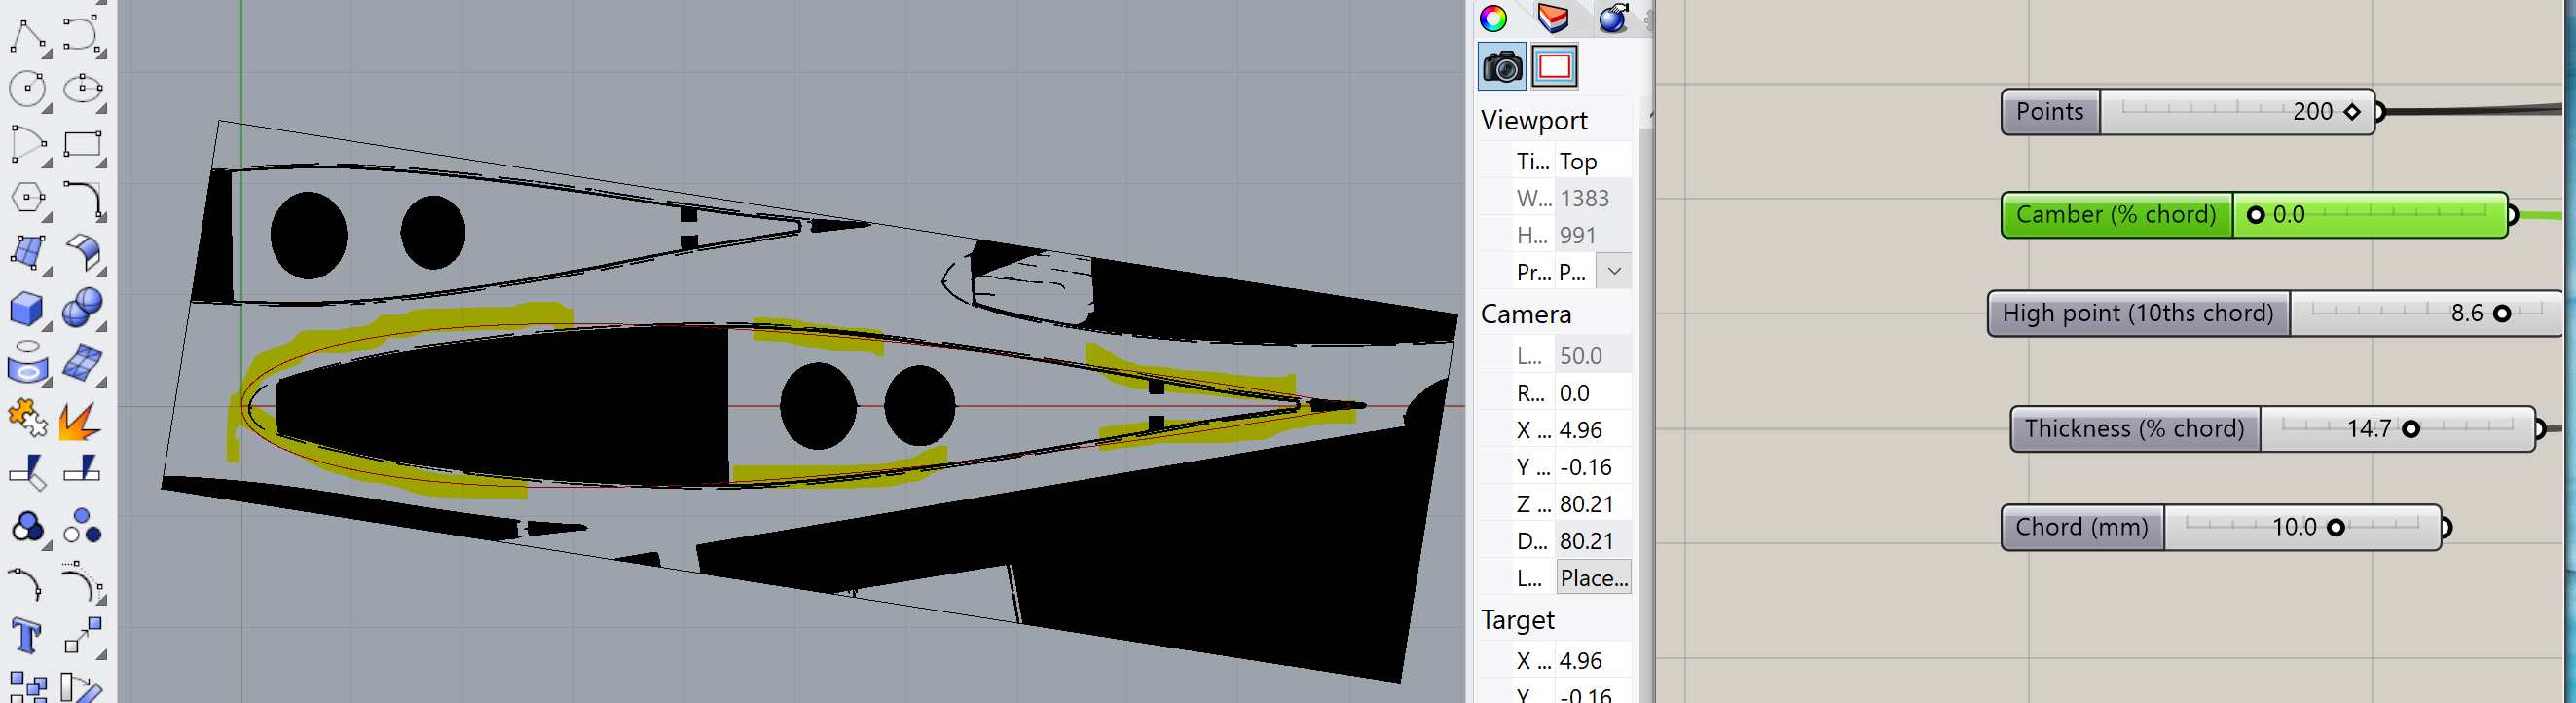 Viewport
Ti... Top
W... 1383
H... 991
Pr... P...
Camera
L... 50.0
R... 0.0
X ... 4.96
Y ... -0.16
Z ... 80.21
D... 80.21
L... Place...
Target
X ... 4.96
Y -0.16
Points 200
Camber (% chord) 0.0
High point (10ths chord) 8.6
Thickness (% chord) 14.7
Chord (mm) 10.0